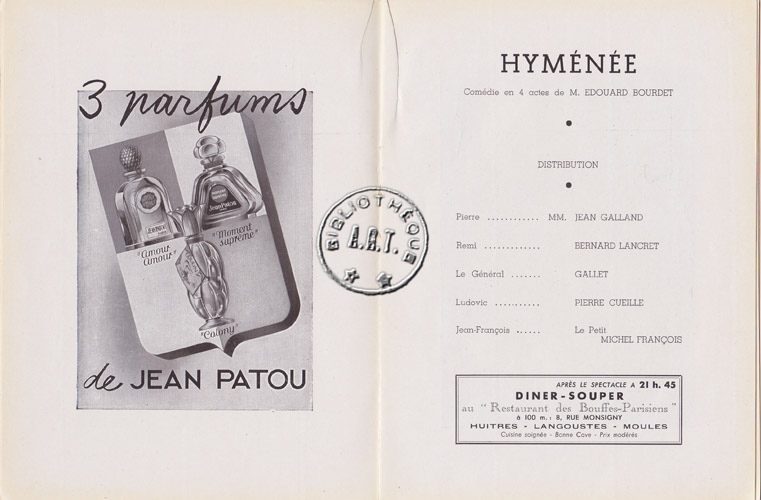 3 parfums
"Amour
Amour"
"Moment
suprême"
"Colony"
de JEAN PATOU
BIBLIOTHÈQUE
A.R.T.
HYMÉNÉE
Comédie en 4 actes de M. EDOUARD BOURDET
DISTRIBUTION
Pierre ............ MM. JEAN GALLAND
Remi ............. BERNARD LANCRET
Le Général ....... GALLET
Ludovic .......... PIERRE CUEILLE
Jean-François ...... Le Petit
MICHEL FRANÇOIS
APRÈS LE SPECTACLE A 21 h. 45
DINER-SOUPER
au "Restaurant des Bouffes-Parisiens"
à 100 m. : 8, RUE MONSIGNY
HUITRES - LANGOUSTES - MOULES
Cuisine soignée - Bonne Cave - Prix modérés